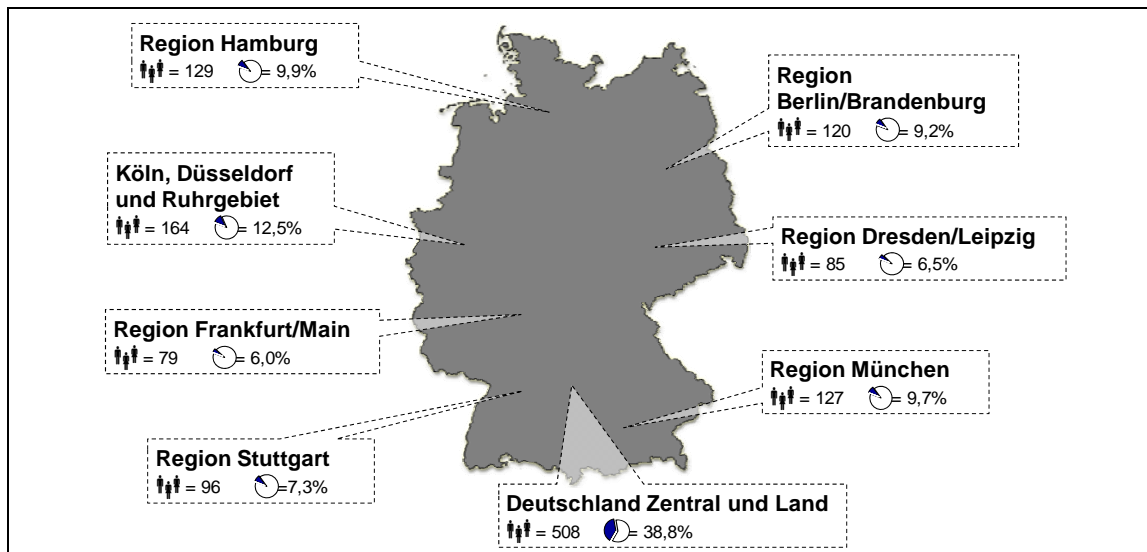 Region Hamburg
= 129 = 9,9%
Region
Berlin/Brandenburg
= 120 = 9,2%
Köln, Düsseldorf
und Ruhrgebiet
= 164 = 12,5%
Region Dresden/Leipzig
= 85 = 6,5%
Region Frankfurt/Main
= 79 = 6,0%
Region München
= 127 = 9,7%
Region Stuttgart
= 96 =7,3%
Deutschland Zentral und Land
= 508 = 38,8%